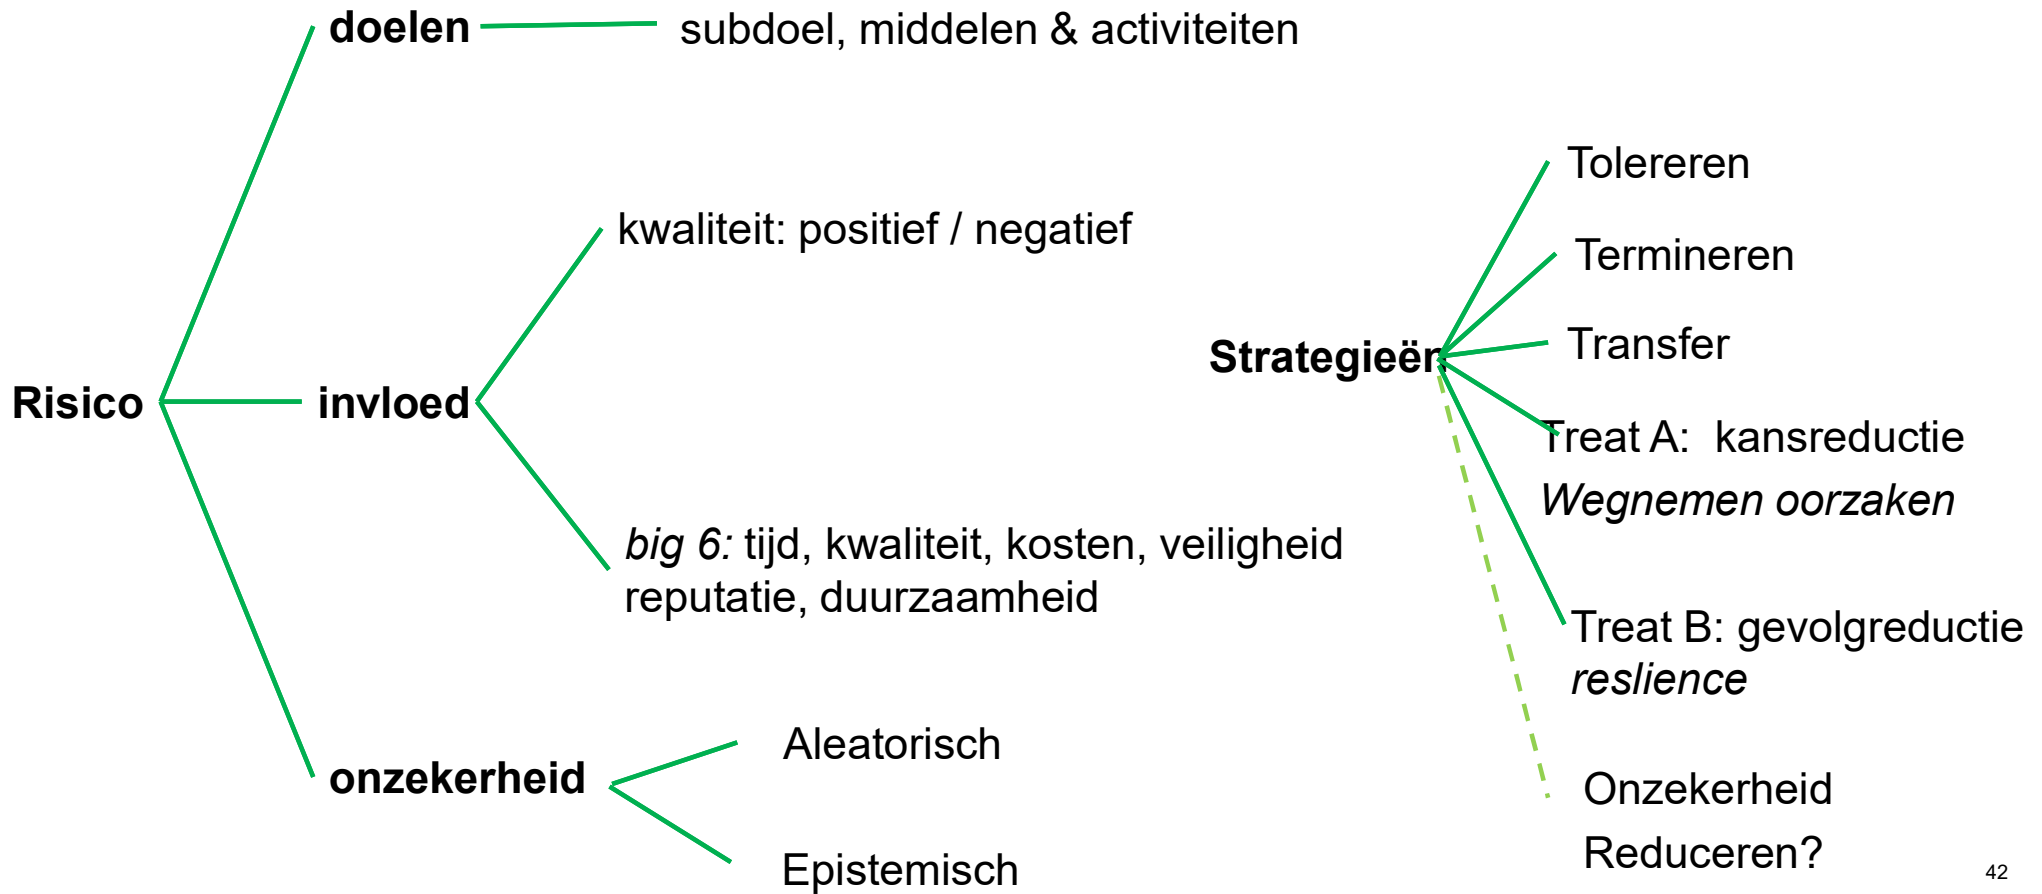 doelen
subdoel, middelen & activiteiten
kwaliteit: positief / negatief
Risico
invloed
big 6: tijd, kwaliteit, kosten, veiligheid
reputatie, duurzaamheid
onzekerheid
Aleatorisch
Epistemisch
Strategieën
Tolereren
Termineren
Transfer
Treat A: kansreductie
Wegnemen oorzaken
Treat B: gevolgreductie
reslience
Onzekerheid
Reduceren?
42